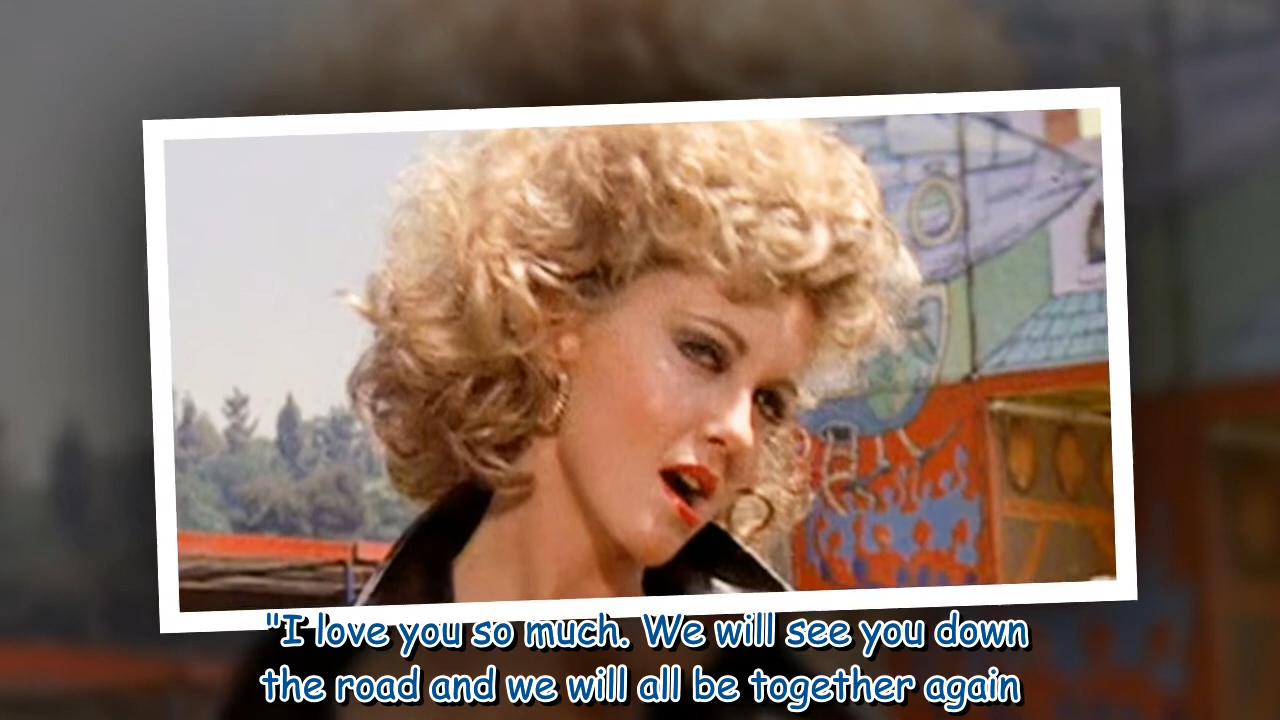 "I love you so much. We will see you down
the road and we will all be together again